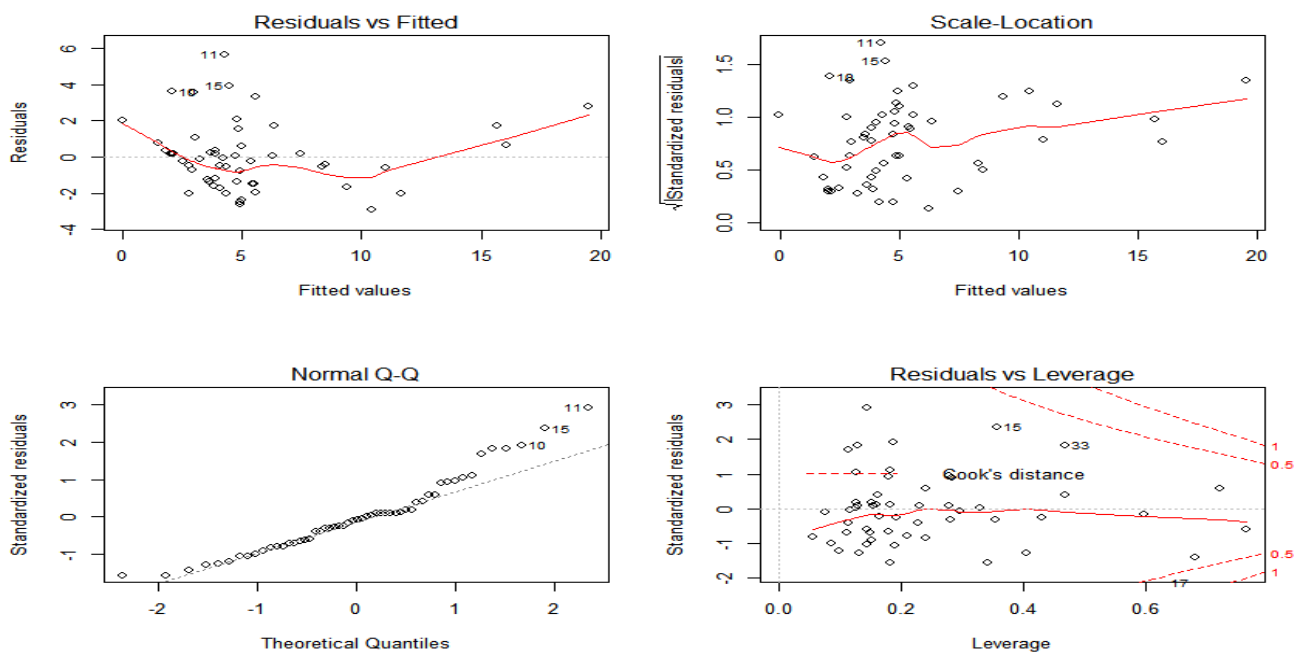 Residuals vs Fitted
Residuals
6
4
2
0
-2
-4
11
10
15
0 5 10 15 20
Fitted values
Scale-Location
√|Standardized residuals|
1.5
1.0
0.5
0.0
11
15
10
0 5 10 15 20
Fitted values
Normal Q-Q
Standardized residuals
3
2
1
0
-1
11
15
10
-2 -1 0 1 2
Theoretical Quantiles
Residuals vs Leverage
Standardized residuals
3
2
1
0
-1
-2
15
33
Cook's distance
17
1
0.5
0.5
1
0.0 0.2 0.4 0.6
Leverage